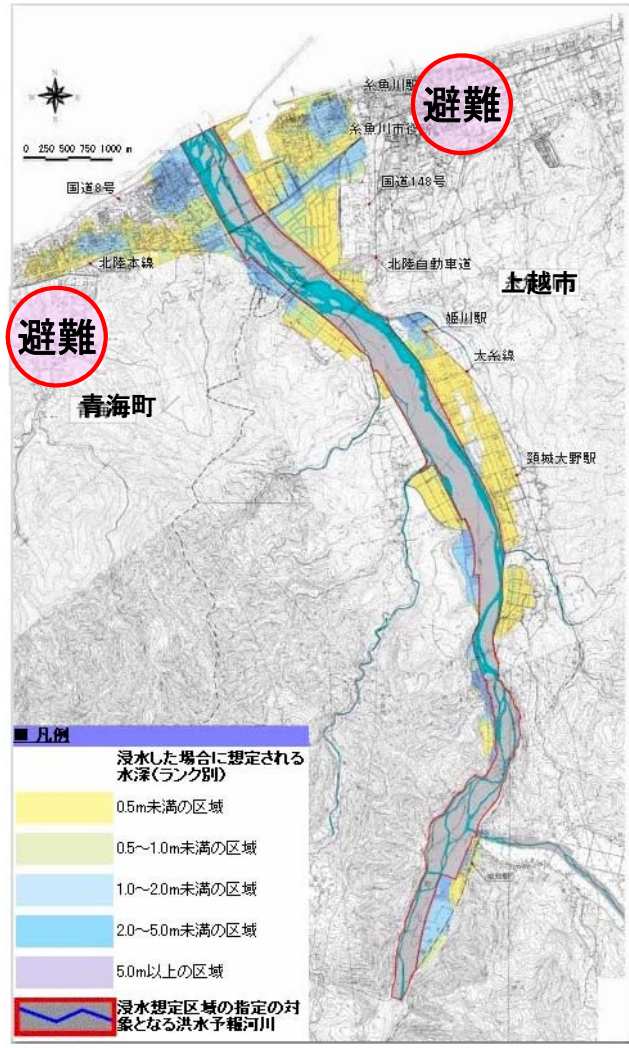 糸魚川駅
避難
糸魚川市役
N
W
E
S
0 250 500 750 1000 m
国道8号
国道148号
北陸本線
北陸自動車道
上越市
避難
姫川駅
大糸線
青海町
頸城大野駅
■ 凡例
浸水した場合に想定される
水深(ランク別)
0.5m未満の区域
0.5～1.0m未満の区域
1.0～2.0m未満の区域
2.0～5.0m未満の区域
5.0m以上の区域
浸水想定区域の指定の対
象となる洪水予報河川